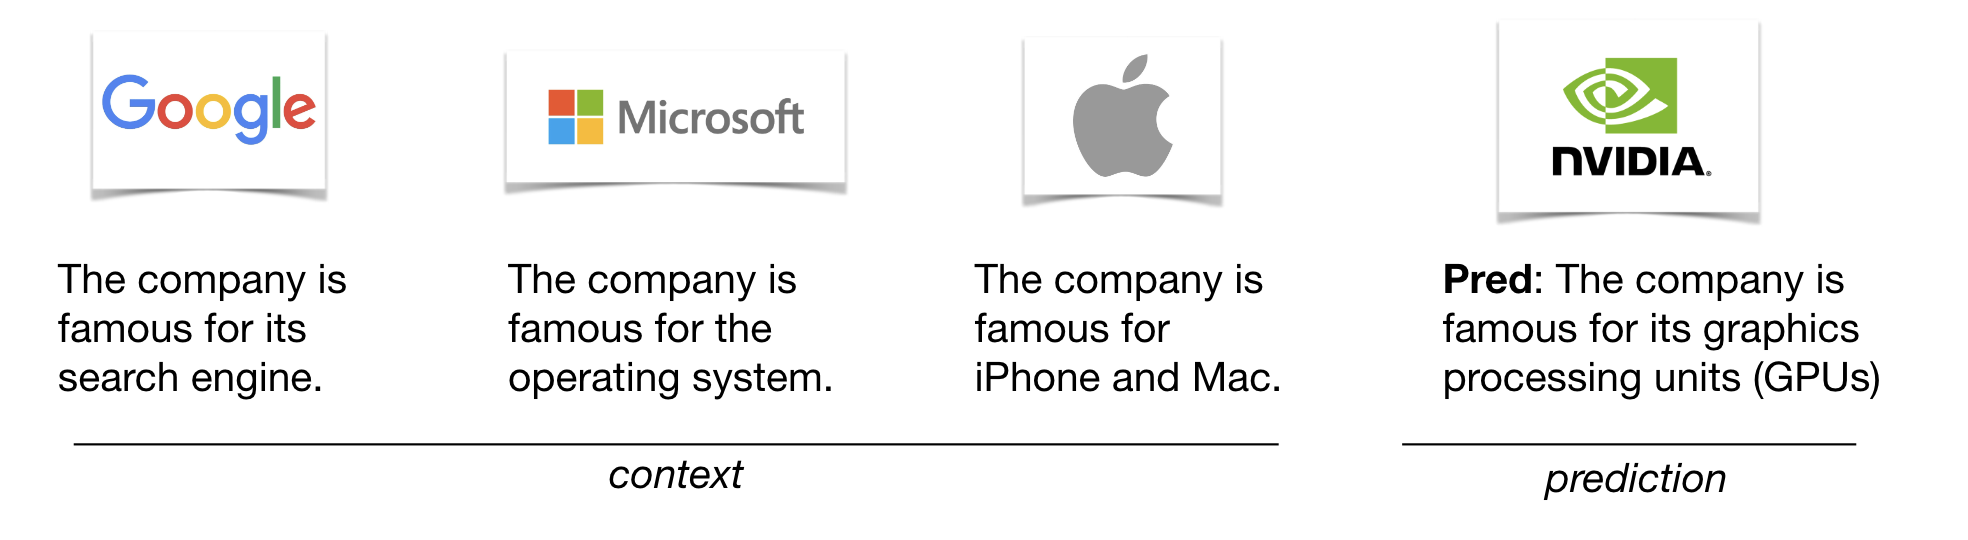 Google
Microsoft
NVIDIA.
The company is
famous for its
search engine.
The company is
famous for the
operating system.
The company is
famous for
iPhone and Mac.
Pred: The company is
famous for its graphics
processing units (GPUs)
context
prediction